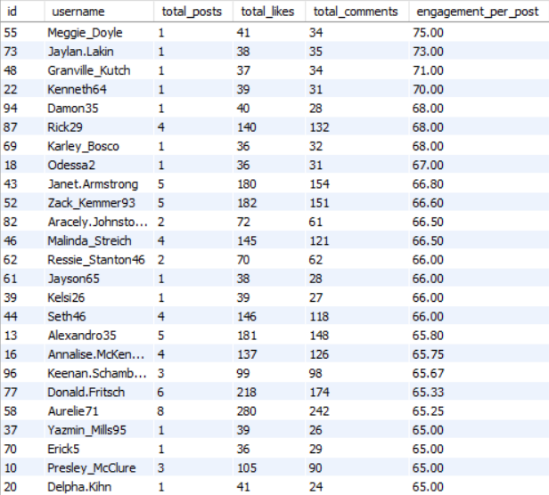 id username total_posts total_likes total_comments engagement_per_post
55 Meggie_Doyle 1 41 34 75.00
73 Jaylan.Lakin 1 38 35 73.00
48 Granville_Kutch 1 37 34 71.00
22 Kenneth64 1 39 31 70.00
94 Damon35 1 40 28 68.00
87 Rick29 4 140 132 68.00
69 Karley_Bosco 1 36 32 68.00
18 Odessa2 1 36 31 67.00
43 Janet.Armstrong 5 180 154 66.80
52 Zack_Kemmer93 5 182 151 66.60
82 Aracely.Johnsto... 2 72 61 66.50
46 Malinda_Streich 4 145 121 66.50
62 Ressie_Stanton46 2 70 62 66.00
61 Jayson65 1 38 28 66.00
39 Kelsi26 1 39 27 66.00
44 Seth46 4 146 118 66.00
13 Alexandro35 5 181 148 65.80
16 Annalise.McKen... 4 137 126 65.75
96 Keenan.Schamb... 3 99 98 65.67
77 Donald.Fritsch 6 218 174 65.33
58 Aurelie71 8 280 242 65.25
37 Yazmin_Mills95 1 39 26 65.00
70 Erick5 1 36 29 65.00
10 Presley_McClure 3 105 90 65.00
20 Delpha.Kihn 1 41 24 65.00